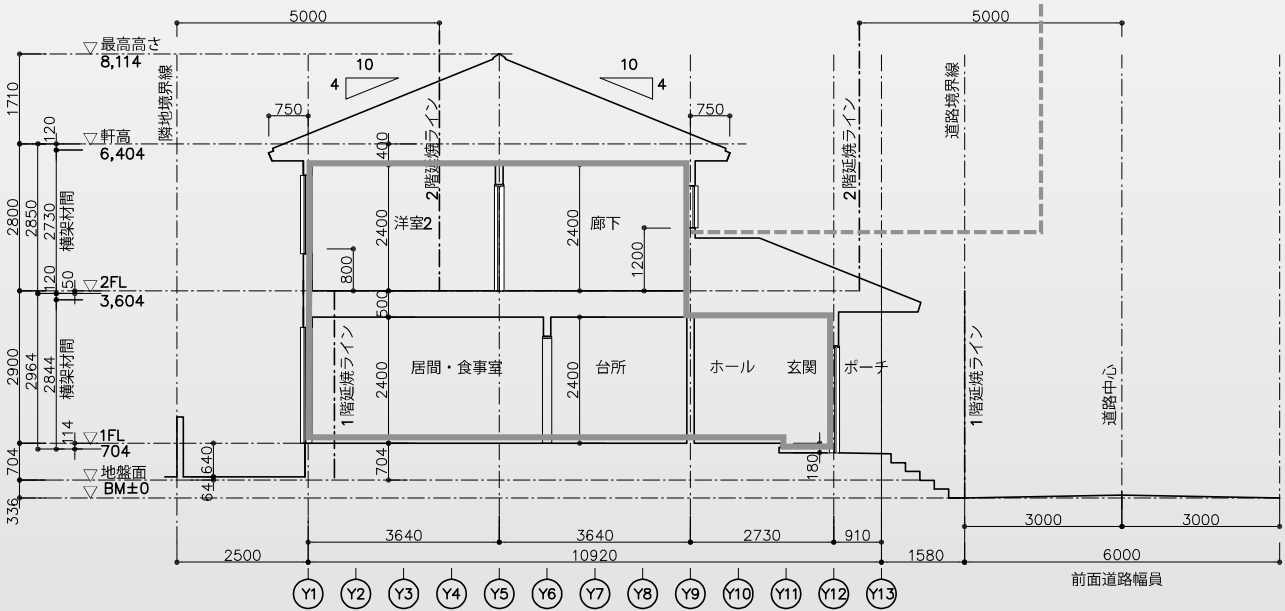 5000
5000
最高高さ
8,114
10
4
10
4
隣地境界線
道路境界線
1710
750
750
120
軒高
6,404
400
2階延焼ライン
2階延焼ライン
2800
2850
2730
横架材間
洋室2
廊下
2400
2400
800
1200
120
50
2FL
3,604
500
2900
2964
2844
横架材間
1階延焼ライン
居間・食事室
台所
ホール
玄関
ポーチ
2400
2400
1階延焼ライン
道路中心
114
1FL
704
704
640
704
180
地盤面
64
BM±0
336
3000
3000
3640
3640
2730
910
2500
10920
1580
6000
前面道路幅員
Y1
Y2
Y3
Y4
Y5
Y6
Y7
Y8
Y9
Y10
Y11
Y12
Y13